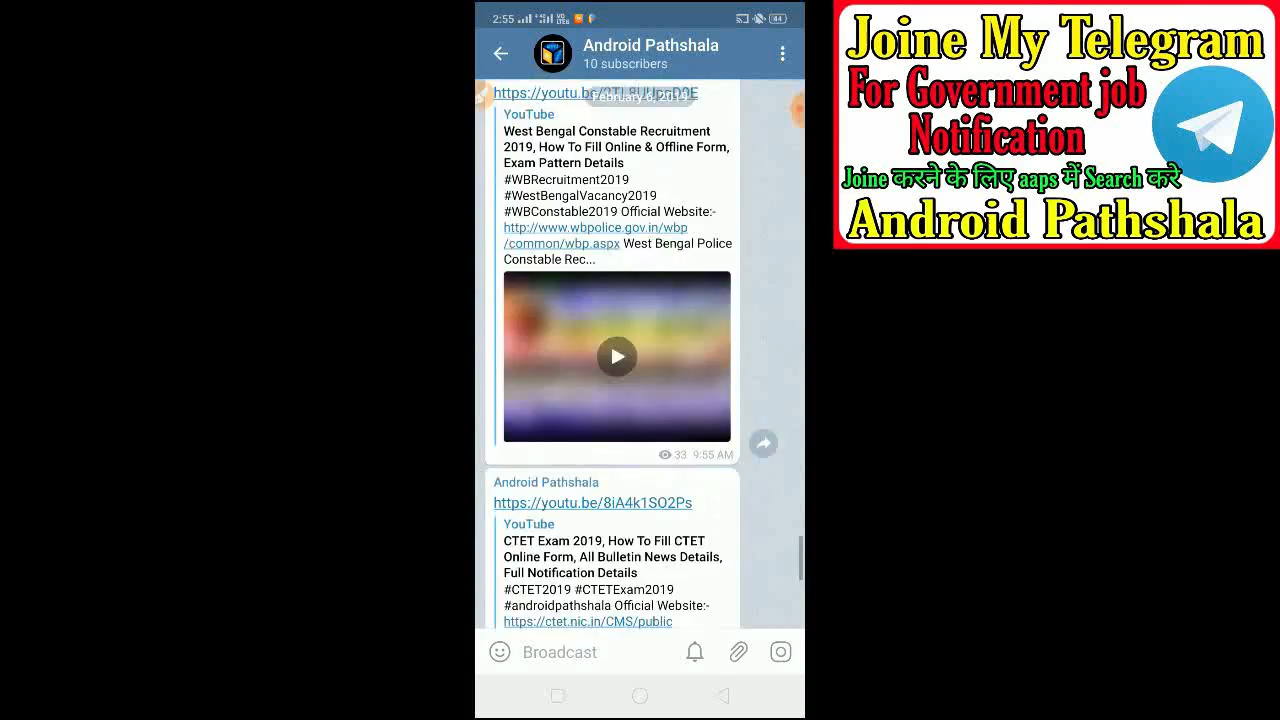 2:55
44
Android Pathshala
10 subscribers
YouTube
West Bengal Constable Recruitment
2019, How To Fill Online & Offline Form,
Exam Pattern Details
#WBRecruitment2019
#WestBengalVacancy2019
#WBConstable2019 Official Website:-
http://www.wbpolice.gov.in/wbp
/common/wbp.aspx West Bengal Police
Constable Rec...
33 9:55 AM
Android Pathshala
https://youtu.be/8iA4k1SO2Ps
YouTube
CTET Exam 2019, How To Fill CTET
Online Form, All Bulletin News Details,
Full Notification Details
#CTET2019 #CTETExam2019
#androidpathshala Official Website:-
https://ctet.nic.in/CMS/public
Broadcast
Joine My Telegram
For Government job
Notification
Joine करने के लिए aaps में Search करे
Android Pathshala